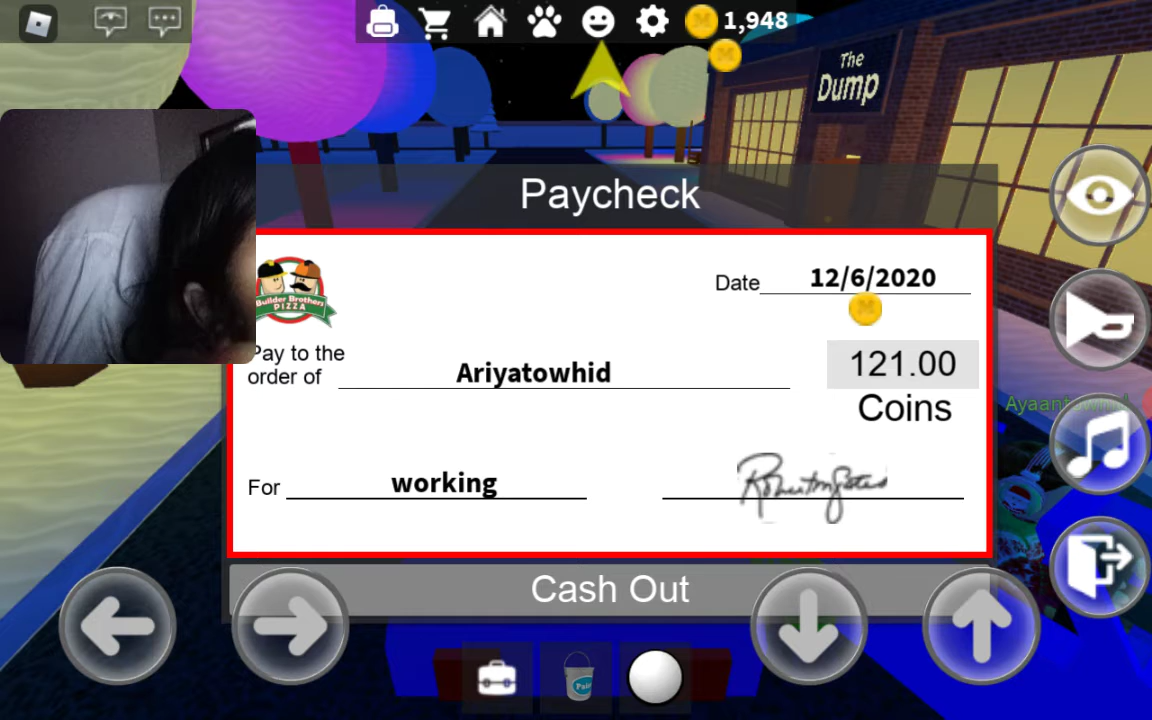 1,948
The
Dump
Paycheck
Builder Brothers
PIZZA
Date 12/6/2020
Pay to the
order of Ariyatowhid
121.00
Coins
For working
Cash Out